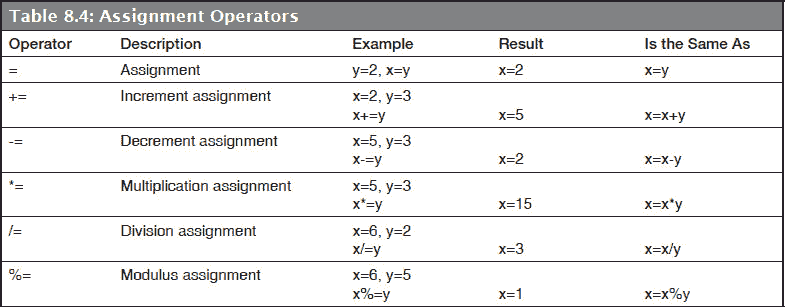 Table 8.4: Assignment Operators
Operator Description Example Result Is the Same As
= Assignment y=2, x=y x=2 x=y
+= Increment assignment x=2, y=3
x+=y x=5 x=x+y
-= Decrement assignment x=5, y=3
x-=y x=2 x=x-y
*= Multiplication assignment x=5, y=3
x*=y x=15 x=x*y
/= Division assignment x=6, y=2
x/=y x=3 x=x/y
%= Modulus assignment x=6, y=5
x%=y x=1 x=x%y